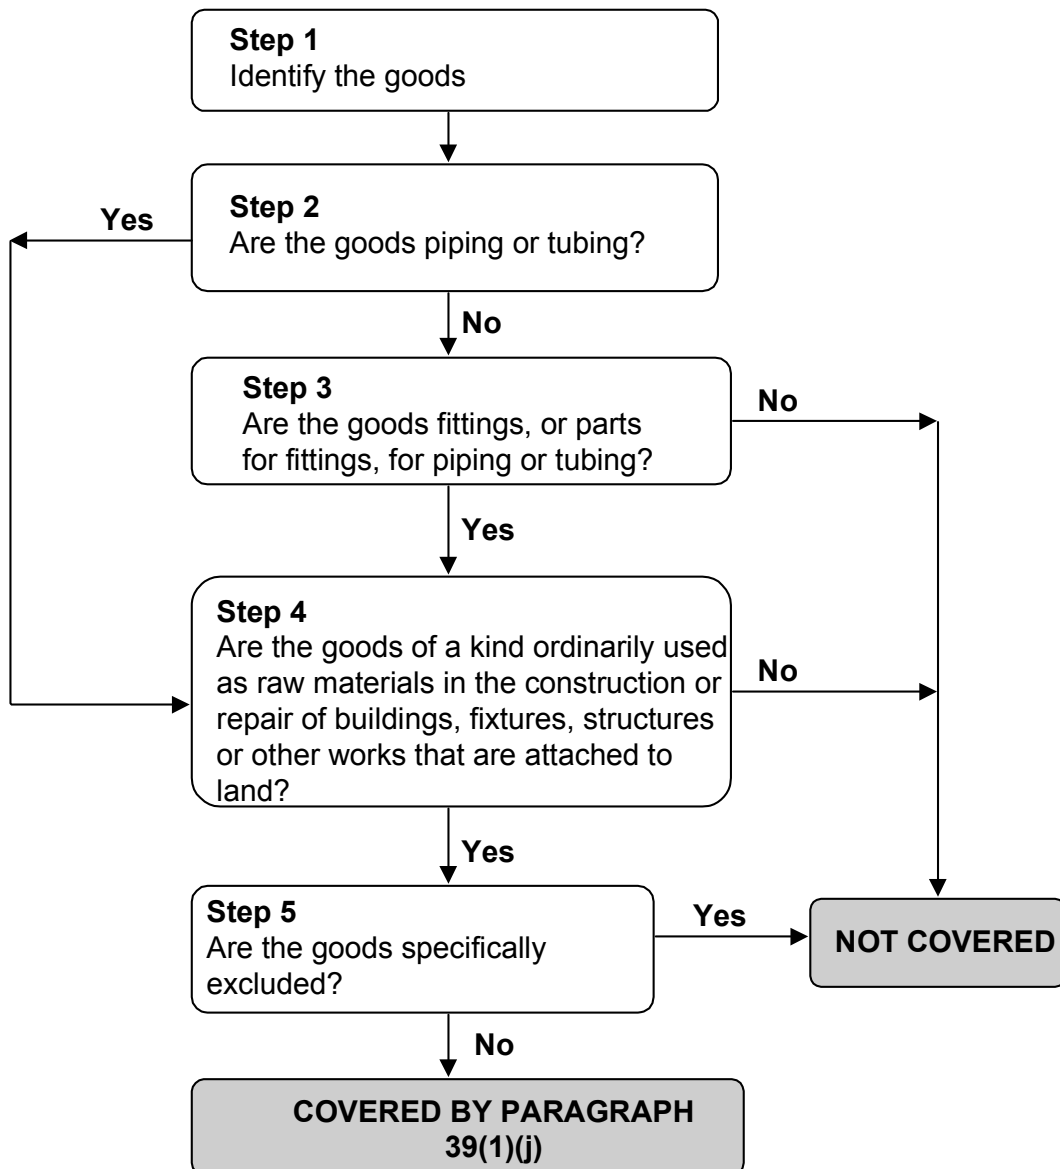 Step 1
Identify the goods
Yes
Step 2
Are the goods piping or tubing?
No
Step 3
Are the goods fittings, or parts
for fittings, for piping or tubing?
No
Yes
Step 4
Are the goods of a kind ordinarily used
as raw materials in the construction or
repair of buildings, fixtures, structures
or other works that are attached to
land?
No
Yes
Step 5
Are the goods specifically
excluded?
Yes
NOT COVERED
No
COVERED BY PARAGRAPH
39(1)(j)